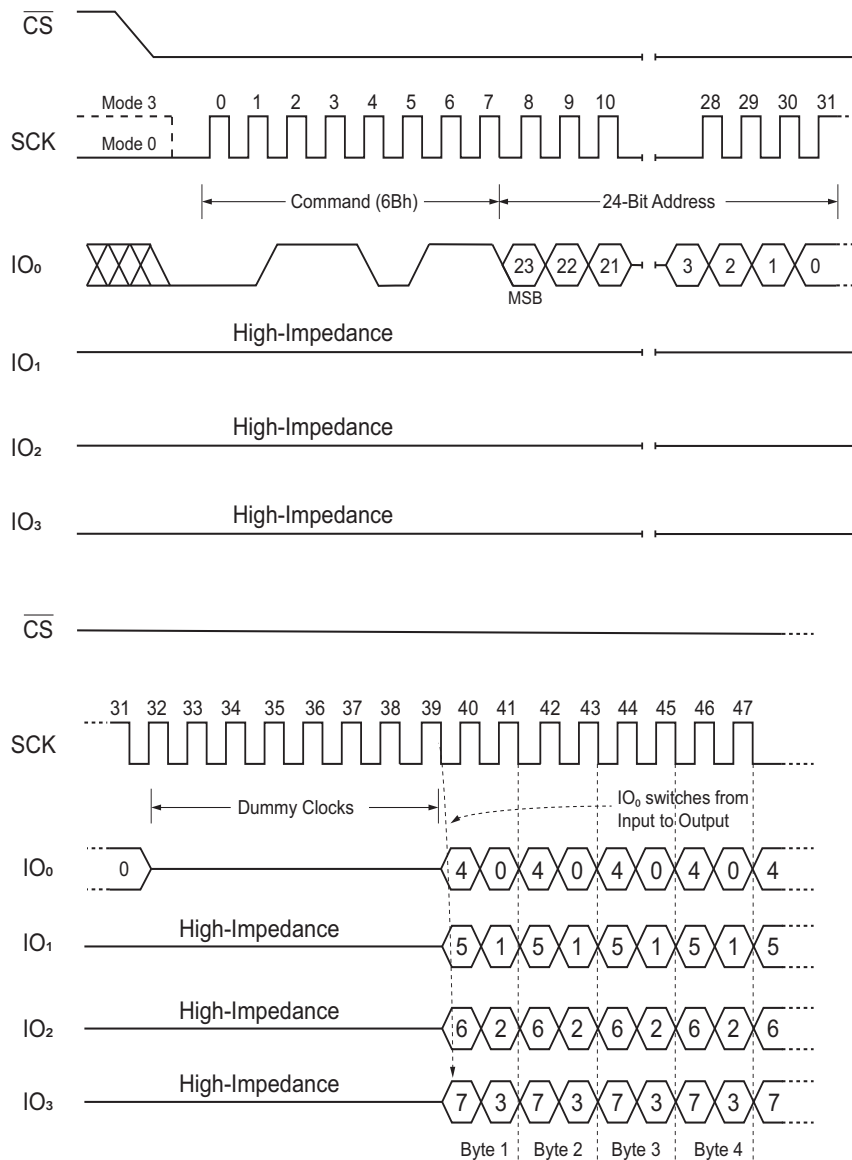 CS
Mode 3
0 1 2 3 4 5 6 7 8 9 10 28 29 30 31
SCK
Mode 0
Command (6Bh)
24-Bit Address
IO₀
23 22 21 3 2 1 0
MSB
High-Impedance
IO₁
High-Impedance
IO₂
High-Impedance
IO₃
CS
31 32 33 34 35 36 37 38 39 40 41 42 43 44 45 46 47
SCK
Dummy Clocks
IO₀ switches from
Input to Output
IO₀
0 4 0 4 0 4 0 4 0 4
High-Impedance
IO₁
5 1 5 1 5 1 5 1 5
High-Impedance
IO₂
6 2 6 2 6 2 6 2 6
High-Impedance
IO₃
7 3 7 3 7 3 7 3 7
Byte 1 Byte 2 Byte 3 Byte 4